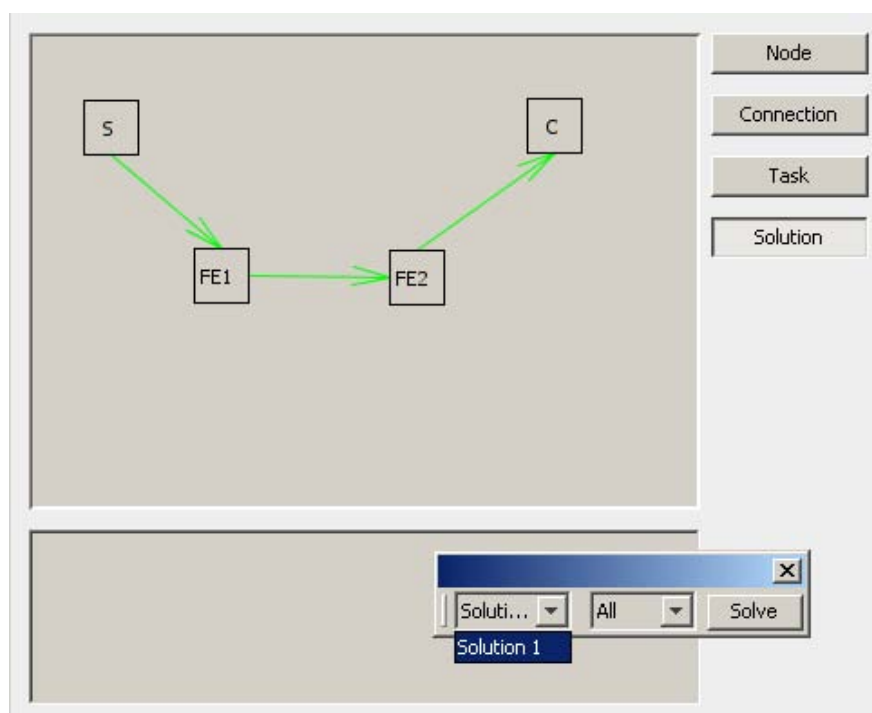 Node
S
C
Connection
Task
Solution
FE1
FE2
Soluti...
All
Solve
Solution 1